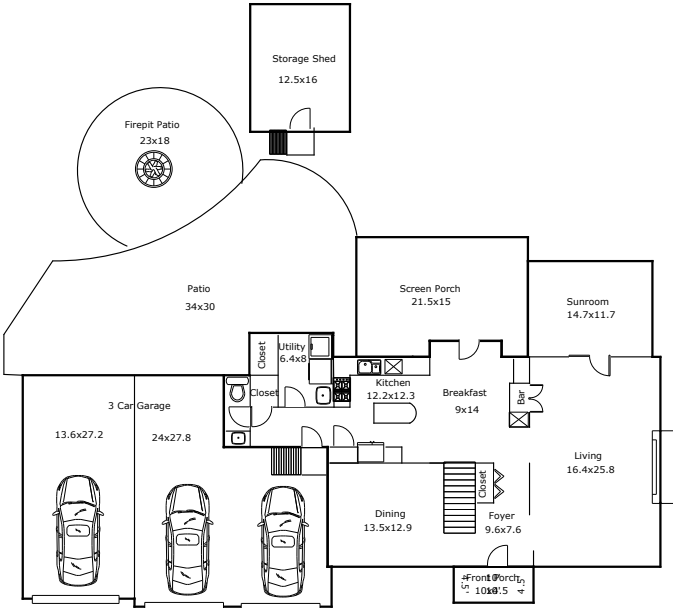 Storage Shed
12.5x16
Firepit Patio
23x18
Patio
34x30
Screen Porch
21.5x15
Sunroom
14.7x11.7
Closet
Utility
6.4x8
Closet
Kitchen
12.2x12.3
Breakfast
9x14
Bar
3 Car Garage
13.6x27.2
24x27.8
Living
16.4x25.8
Closet
Dining
13.5x12.9
Foyer
9.6x7.6
Front Porch
4.5